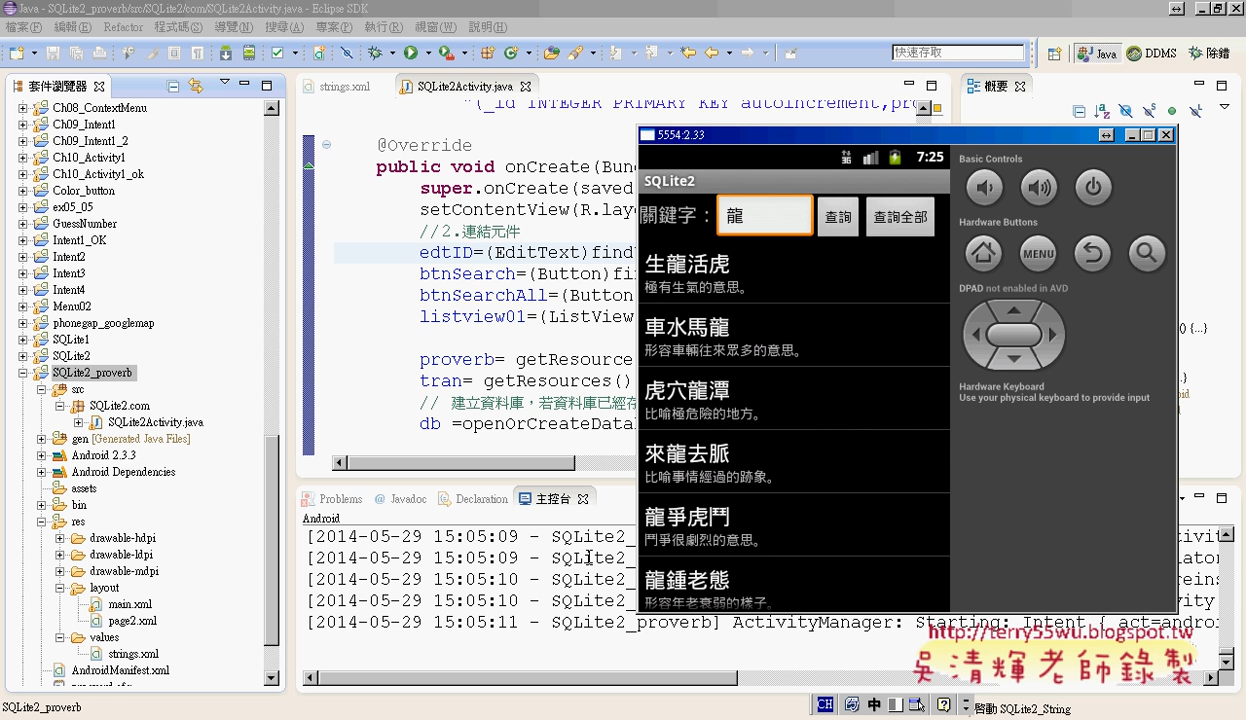 Java - SQLite2_proverb/src/SQLite2/com/SQLite2Activity.java - Eclipse SDK
檔案(F) 編輯(E) Refactor 程式碼(S) 導覽(N) 搜尋(A) 專案(P) 執行(R) 視窗(W) 說明(H)
快速存取
Java
DDMS
除錯
套件瀏覽器
Ch08_ContextMenu
Ch09_Intent1
Ch09_Intent1_2
Ch10_Activity1
Ch10_Activity1_ok
Color_button
ex05_05
GuessNumber
Intent1_OK
Intent2
Intent3
Intent4
Menu02
phonegap_googlemap
SQLite1
SQLite2
SQLite2_proverb
src
SQLite2.com
SQLite2Activity.java
gen [Generated Java Files]
Android 2.3.3
Android Dependencies
assets
bin
res
drawable-hdpi
drawable-ldpi
drawable-mdpi
layout
main.xml
page2.xml
values
strings.xml
AndroidManifest.xml
strings.xml
SQLite2Activity.java
"(_id INTEGER PRIMARY KEY autoincrement,pro
@Override
public void onCreate(Bun
super.onCreate(saved
setContentView(R.lay
//2.連結元件
edtID=(EditText)find
btnSearch=(Button)fi
btnSearchAll=(Button
listview01=(ListView
proverb= getResource
tran= getResources()
// 建立資料庫，若資料庫已經存
db =openOrCreateData
概要
() {...}
Problems
Javadoc
Declaration
主控台
Android
[2014-05-29 15:05:09 - SQLite2_
[2014-05-29 15:05:09 - SQLite2_
[2014-05-29 15:05:10 - SQLite2_
[2014-05-29 15:05:10 - SQLite2_
[2014-05-29 15:05:11 - SQLite2_proverb] ActivityManager: Starting: Intent { act=andro
5554:2.33
7:25
SQLite2
關鍵字：
龍
查詢
查詢全部
生龍活虎
極有生氣的意思。
車水馬龍
形容車輛往來眾多的意思。
虎穴龍潭
比喻極危險的地方。
來龍去脈
比喻事情經過的跡象。
龍爭虎鬥
鬥爭很劇烈的意思。
龍鍾老態
形容年老衰弱的樣子。
Basic Controls
Hardware Buttons
MENU
DPAD not enabled in AVD
Hardware Keyboard
Use your physical keyboard to provide input
http://terry55wu.blogspot.tw
吳清輝老師錄製
SQLite2_proverb
CH
中
啓動 SQLite2_String